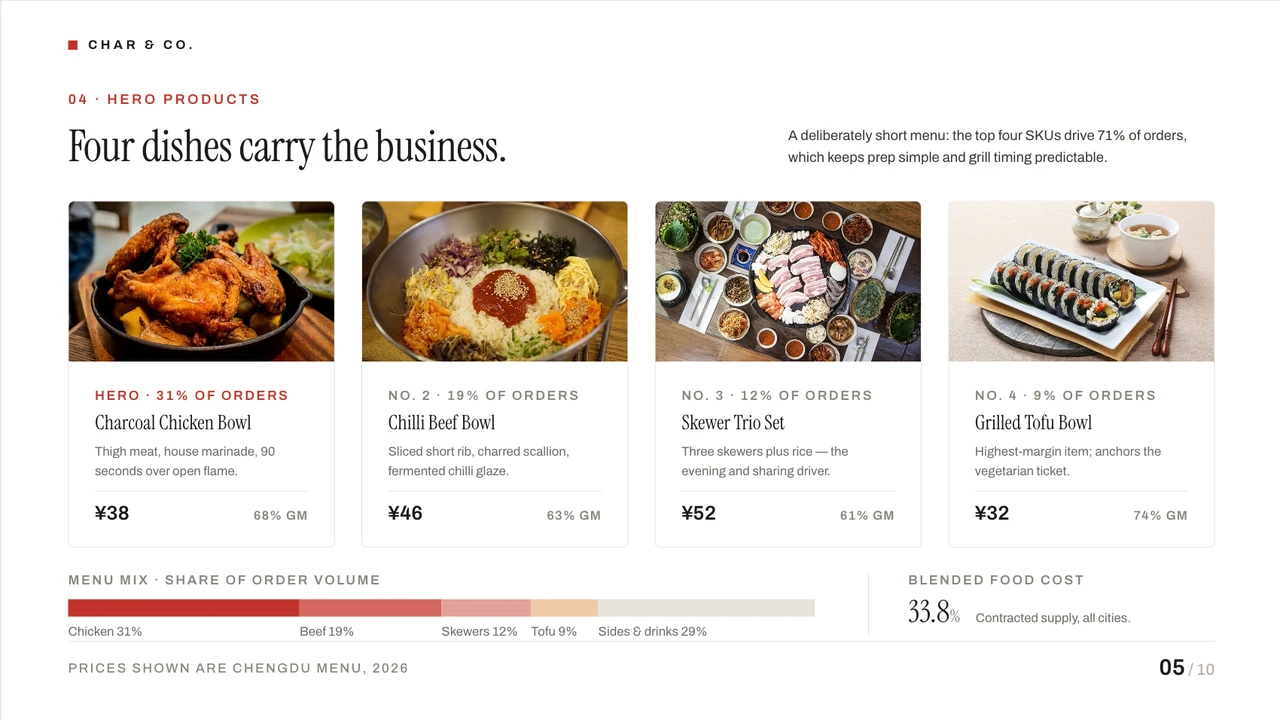 CHAR & CO.
04 · HERO PRODUCTS
Four dishes carry the business.
A deliberately short menu: the top four SKUs drive 71% of orders,
which keeps prep simple and grill timing predictable.
HERO · 31% OF ORDERS
Charcoal Chicken Bowl
Thigh meat, house marinade, 90
seconds over open flame.
¥38
68% GM
NO. 2 · 19% OF ORDERS
Chilli Beef Bowl
Sliced short rib, charred scallion,
fermented chilli glaze.
¥46
63% GM
NO. 3 · 12% OF ORDERS
Skewer Trio Set
Three skewers plus rice — the
evening and sharing driver.
¥52
61% GM
NO. 4 · 9% OF ORDERS
Grilled Tofu Bowl
Highest-margin item; anchors the
vegetarian ticket.
¥32
74% GM
MENU MIX · SHARE OF ORDER VOLUME
Chicken 31%
Beef 19%
Skewers 12%
Tofu 9%
Sides & drinks 29%
BLENDED FOOD COST
33.8%
Contracted supply, all cities.
PRICES SHOWN ARE CHENGDU MENU, 2026
05 / 10